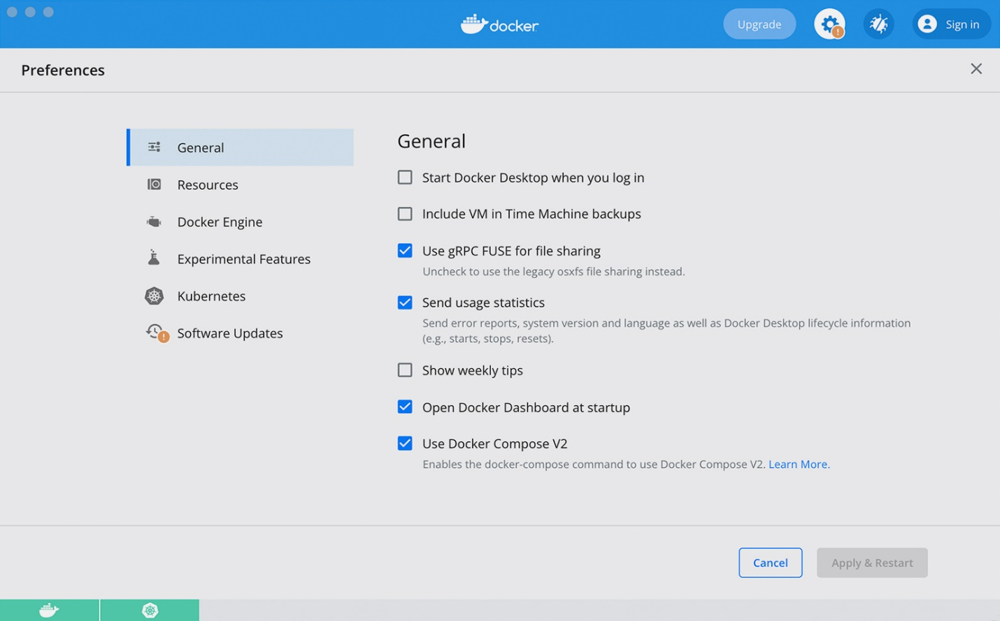 docker
Upgrade
Sign in
Preferences
General
Resources
Docker Engine
Experimental Features
Kubernetes
Software Updates
General
Start Docker Desktop when you log in
Include VM in Time Machine backups
Use gRPC FUSE for file sharing
Uncheck to use the legacy osxfs file sharing instead.
Send usage statistics
Send error reports, system version and language as well as Docker Desktop lifecycle information
(e.g., starts, stops, resets).
Show weekly tips
Open Docker Dashboard at startup
Use Docker Compose V2
Enables the docker-compose command to use Docker Compose V2. Learn More.
Cancel
Apply & Restart